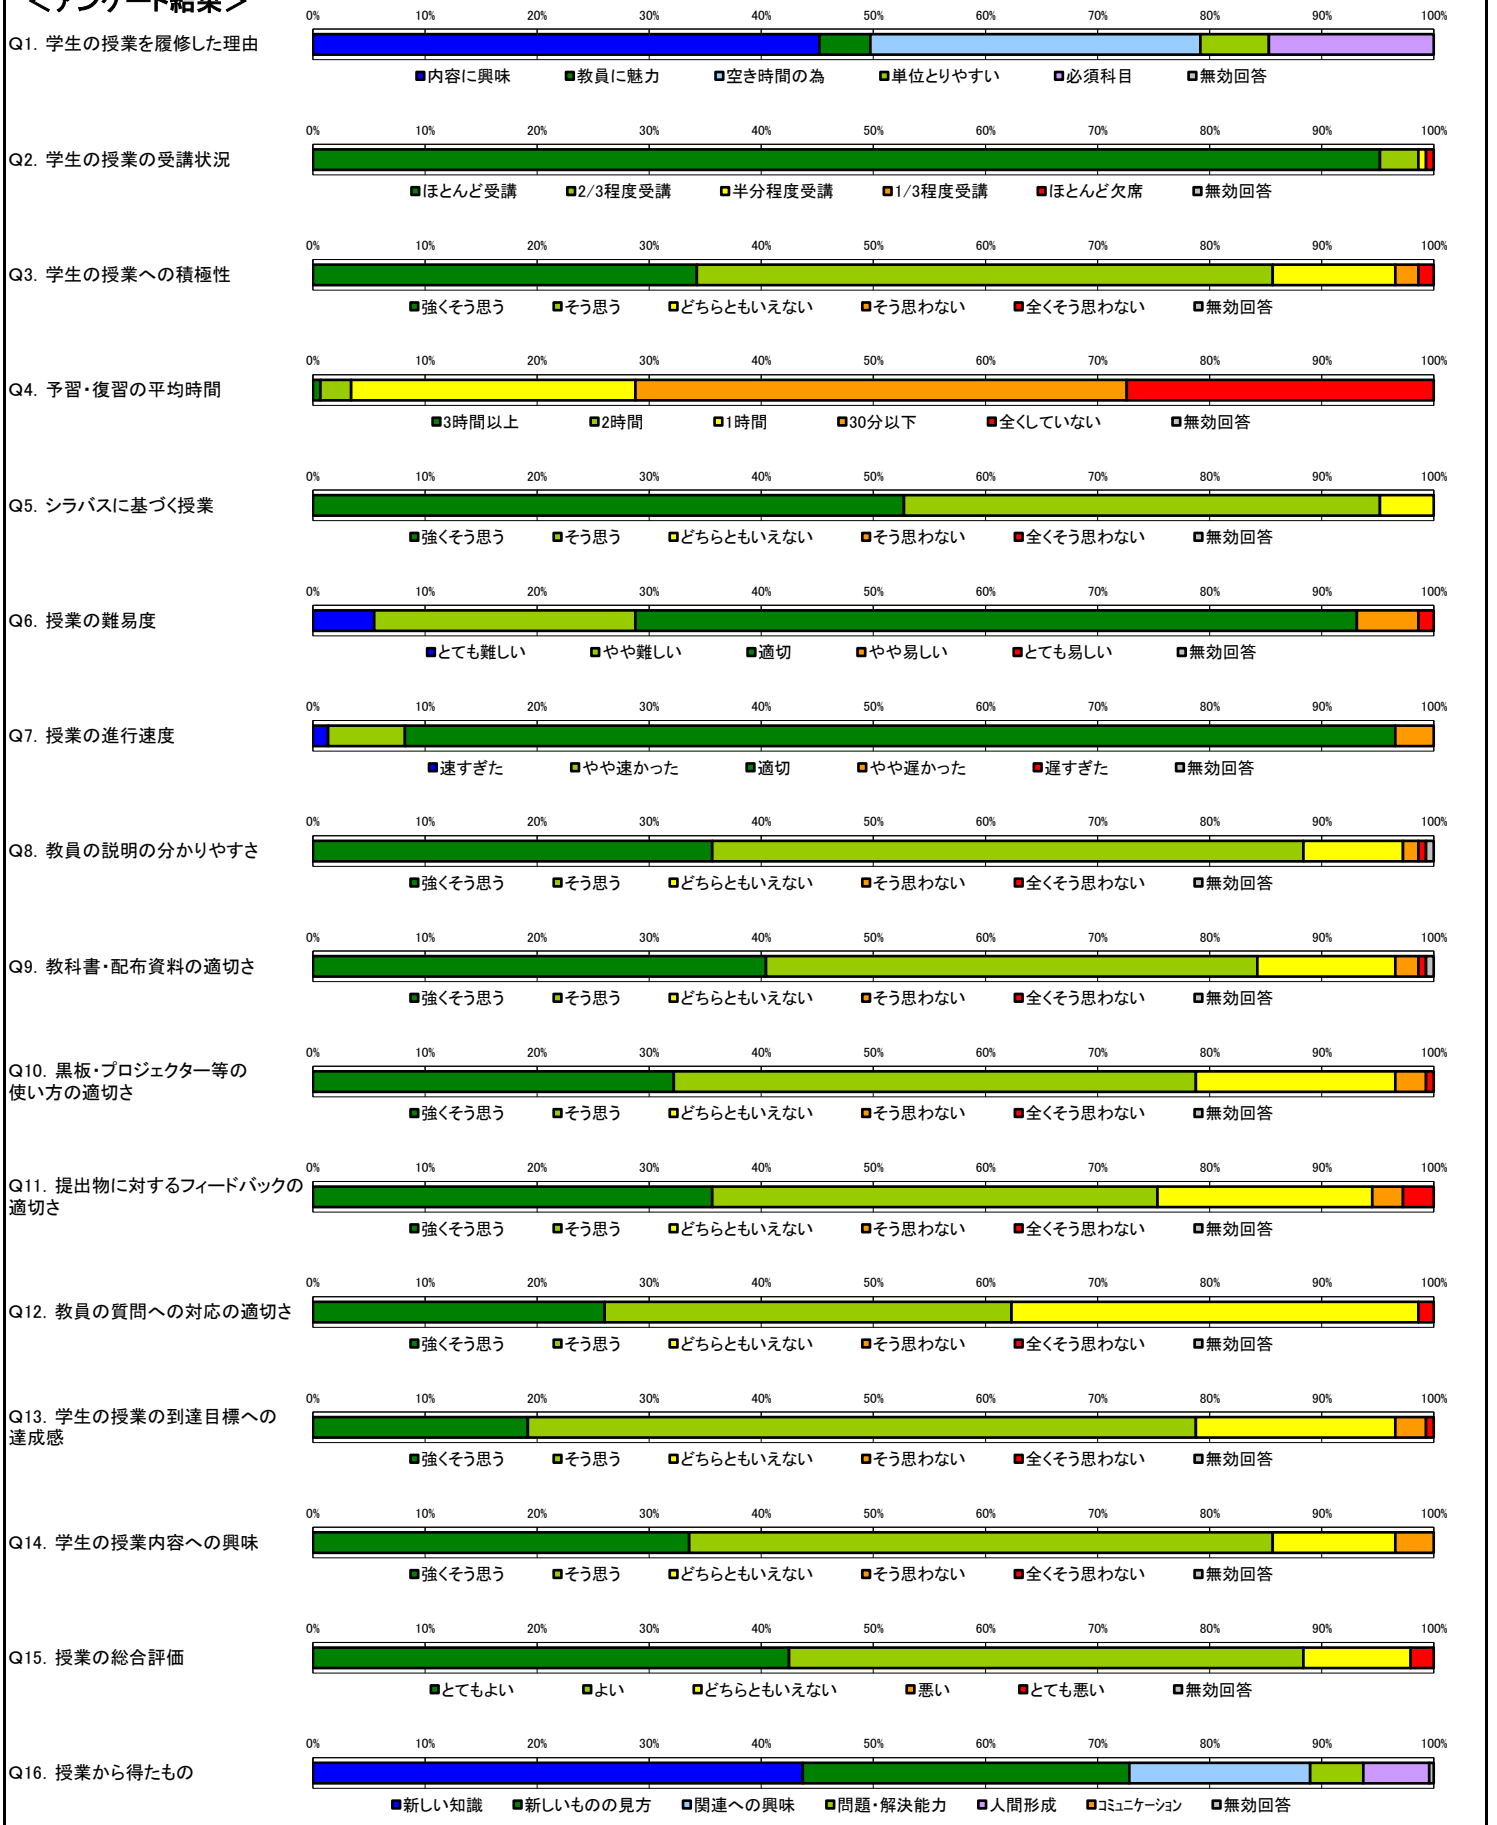 ＜アンケート結果＞
0% 10% 20% 30% 40% 50% 60% 70% 80% 90% 100%
Q1. 学生の授業を履修した理由
内容に興味 教員に魅力 空き時間の為 単位とりやすい 必須科目 無効回答
0% 10% 20% 30% 40% 50% 60% 70% 80% 90% 100%
Q2. 学生の授業の受講状況
ほとんど受講 2/3程度受講 半分程度受講 1/3程度受講 ほとんど欠席 無効回答
0% 10% 20% 30% 40% 50% 60% 70% 80% 90% 100%
Q3. 学生の授業への積極性
強くそう思う そう思う どちらともいえない そう思わない 全くそう思わない 無効回答
0% 10% 20% 30% 40% 50% 60% 70% 80% 90% 100%
Q4. 予習・復習の平均時間
3時間以上 2時間 1時間 30分以下 全くしていない 無効回答
0% 10% 20% 30% 40% 50% 60% 70% 80% 90% 100%
Q5. シラバスに基づく授業
強くそう思う そう思う どちらともいえない そう思わない 全くそう思わない 無効回答
0% 10% 20% 30% 40% 50% 60% 70% 80% 90% 100%
Q6. 授業の難易度
とても難しい やや難しい 適切 やや易しい とても易しい 無効回答
0% 10% 20% 30% 40% 50% 60% 70% 80% 90% 100%
Q7. 授業の進行速度
速すぎた やや速かった 適切 やや遅かった 遅すぎた 無効回答
0% 10% 20% 30% 40% 50% 60% 70% 80% 90% 100%
Q8. 教員の説明の分かりやすさ
強くそう思う そう思う どちらともいえない そう思わない 全くそう思わない 無効回答
0% 10% 20% 30% 40% 50% 60% 70% 80% 90% 100%
Q9. 教科書・配布資料の適切さ
強くそう思う そう思う どちらともいえない そう思わない 全くそう思わない 無効回答
0% 10% 20% 30% 40% 50% 60% 70% 80% 90% 100%
Q10. 黒板・プロジェクター等の
使い方の適切さ
強くそう思う そう思う どちらともいえない そう思わない 全くそう思わない 無効回答
0% 10% 20% 30% 40% 50% 60% 70% 80% 90% 100%
Q11. 提出物に対するフィードバックの
適切さ
強くそう思う そう思う どちらともいえない そう思わない 全くそう思わない 無効回答
0% 10% 20% 30% 40% 50% 60% 70% 80% 90% 100%
Q12. 教員の質問への対応の適切さ
強くそう思う そう思う どちらともいえない そう思わない 全くそう思わない 無効回答
0% 10% 20% 30% 40% 50% 60% 70% 80% 90% 100%
Q13. 学生の授業の到達目標への
達成感
強くそう思う そう思う どちらともいえない そう思わない 全くそう思わない 無効回答
0% 10% 20% 30% 40% 50% 60% 70% 80% 90% 100%
Q14. 学生の授業内容への興味
強くそう思う そう思う どちらともいえない そう思わない 全くそう思わない 無効回答
0% 10% 20% 30% 40% 50% 60% 70% 80% 90% 100%
Q15. 授業の総合評価
とてもよい よい どちらともいえない 悪い とても悪い 無効回答
0% 10% 20% 30% 40% 50% 60% 70% 80% 90% 100%
Q16. 授業から得たもの
新しい知識 新しいものの見方 関連への興味 問題・解決能力 人間形成 ｺﾐｭﾆｹｰｼｮﾝ 無効回答